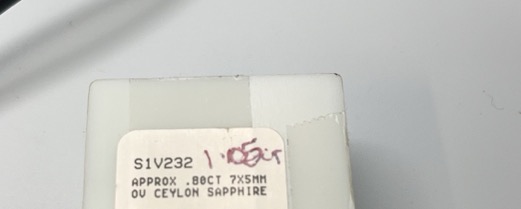 S1V232 1.05ct
APPROX .80CT 7X5MM
OV CEYLON SAPPHIRE